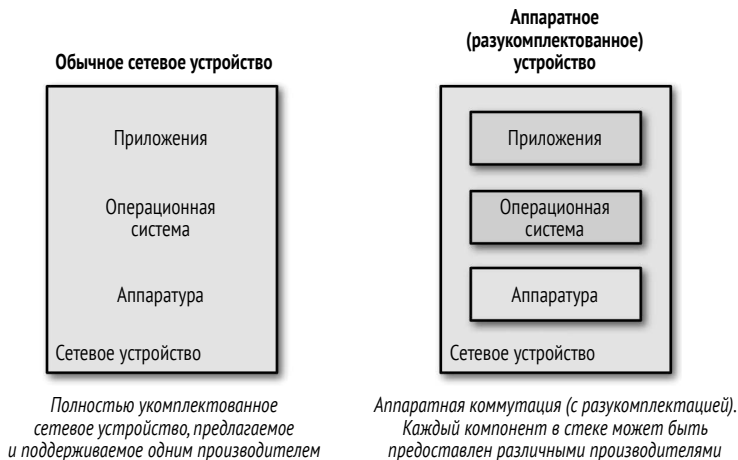 Обычное сетевое устройство
Приложения
Операционная
система
Аппаратура
Сетевое устройство
Полностью укомплектованное
сетевое устройство, предлагаемое
и поддерживаемое одним производителем
Аппаратное
(разукомплектованное)
устройство
Приложения
Операционная
система
Аппаратура
Сетевое устройство
Аппаратная коммутация (с разукомплектацией).
Каждый компонент в стеке может быть
предоставлен различными производителями